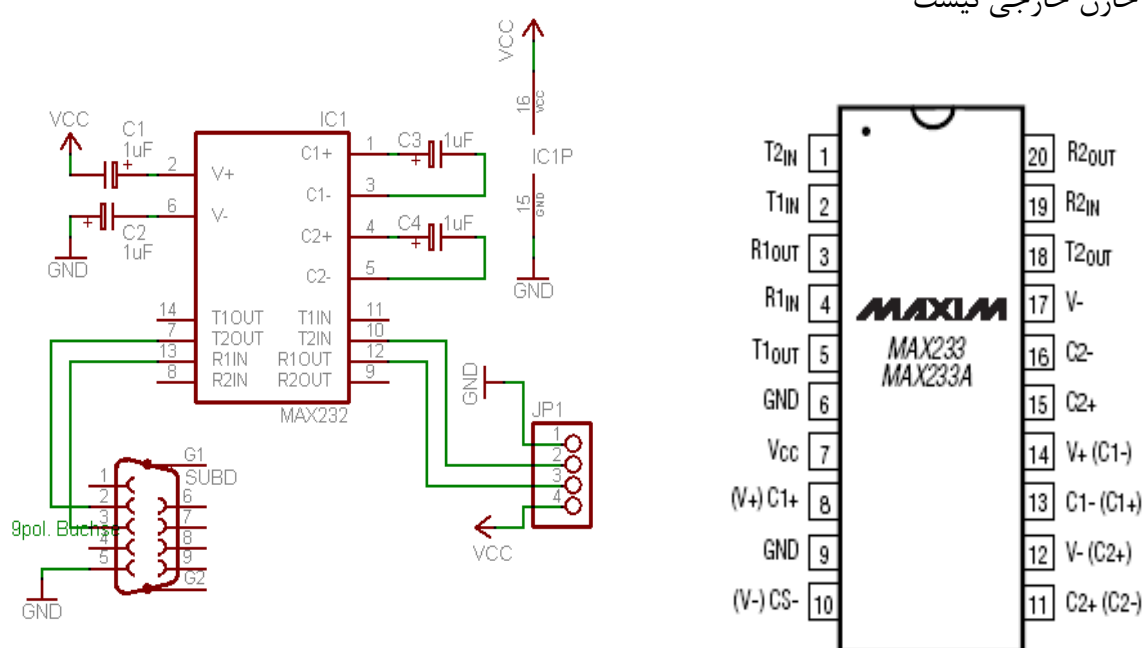 خازن خارجی نیست
VCC
C1
1uF
C2
1uF
GND
IC1
2
V+
6
V-
C1+
1
C3
1uF
C1-
3
C2+
4
C4
1uF
C2-
5
14
T1OUT
T1IN
11
7
T2OUT
T2IN
10
13
R1IN
R1OUT
12
8
R2IN
R2OUT
9
MAX232
VCC
16
VCC
IC1P
15
GND
GND
GND
JP1
1
2
3
4
VCC
G1
SUBD
1
2
3
4
5
6
7
8
9
G2
9pol. Buchse
GND
T2IN 1
T1IN 2
R1OUT 3
R1IN 4
T1OUT 5
GND 6
VCC 7
(V+) C1+ 8
GND 9
(V-) CS- 10
MAXIM
MAX233
MAX233A
20 R2OUT
19 R2IN
18 T2OUT
17 V-
16 C2-
15 C2+
14 V+ (C1-)
13 C1- (C1+)
12 V- (C2+)
11 C2+ (C2-)